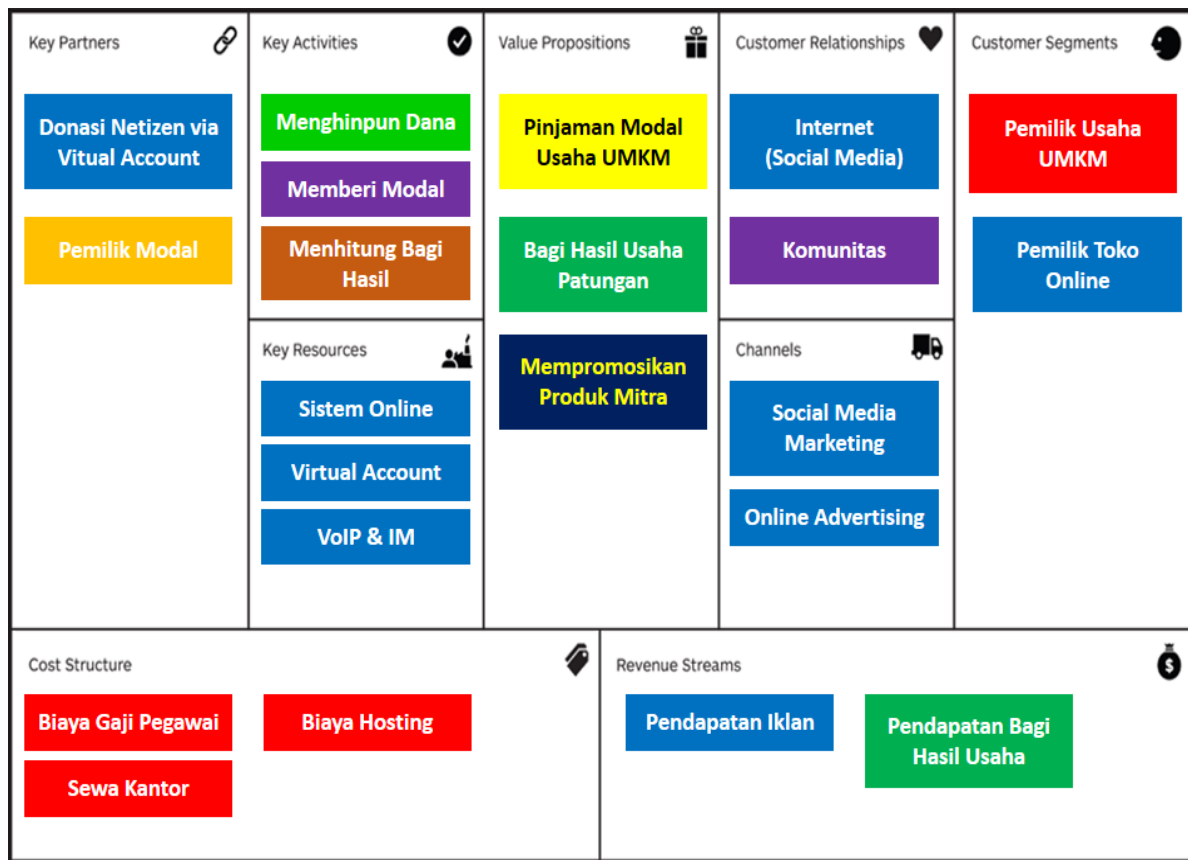 Key Partners
Donasi Netizen via
Vitual Account
Pemilik Modal
Key Activities
Menghinpun Dana
Memberi Modal
Menhitung Bagi
Hasil
Key Resources
Sistem Online
Virtual Account
VoIP & IM
Value Propositions
Pinjaman Modal
Usaha UMKM
Bagi Hasil Usaha
Patungan
Mempromosikan
Produk Mitra
Customer Relationships
Internet
(Social Media)
Komunitas
Channels
Social Media
Marketing
Online Advertising
Customer Segments
Pemilik Usaha
UMKM
Pemilik Toko
Online
Cost Structure
Biaya Gaji Pegawai
Biaya Hosting
Sewa Kantor
Revenue Streams
$
Pendapatan Iklan
Pendapatan Bagi
Hasil Usaha